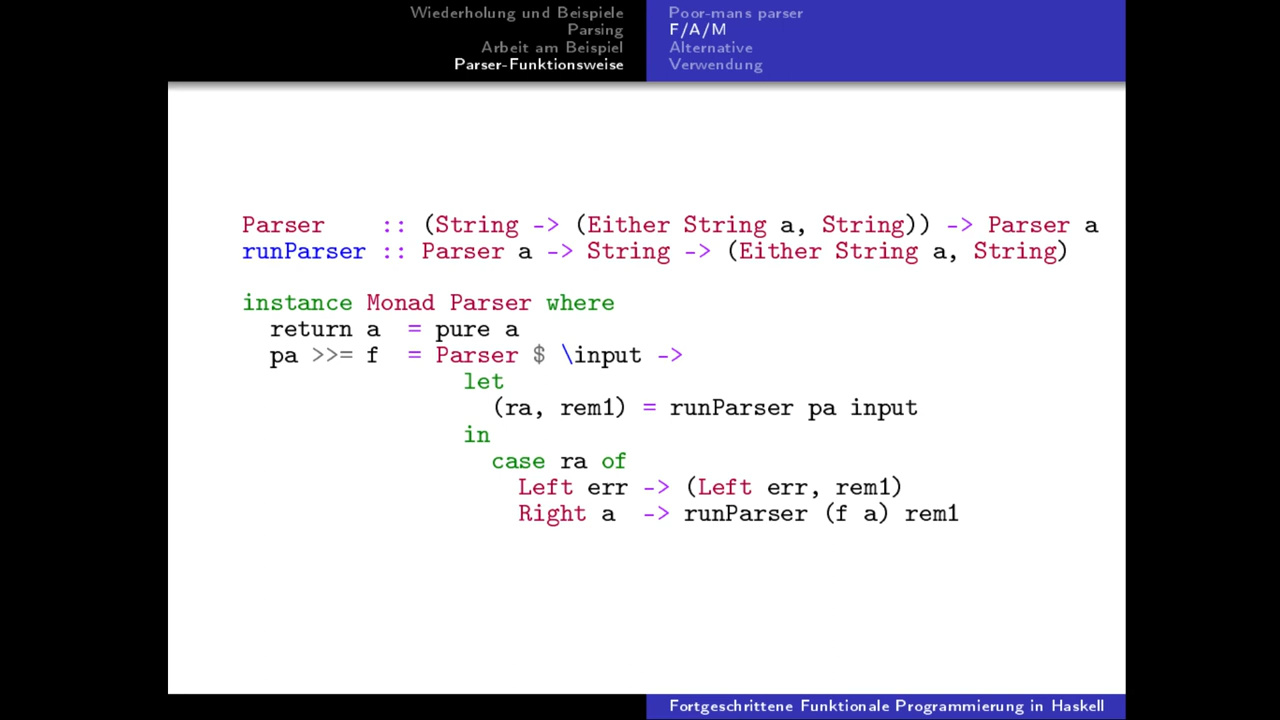 Wiederholung und Beispiele
Parsing
Arbeit am Beispiel
Parser-Funktionsweise
Poor-mans parser
F/A/M
Alternative
Verwendung
Parser    :: (String -> (Either String a, String)) -> Parser a
runParser :: Parser a -> String -> (Either String a, String)
instance Monad Parser where
  return a  = pure a
  pa >>= f  = Parser $ \input ->
                let
                  (ra, rem1) = runParser pa input
                in
                  case ra of
                    Left err -> (Left err, rem1)
                    Right a  -> runParser (f a) rem1
Fortgeschrittene Funktionale Programmierung in Haskell